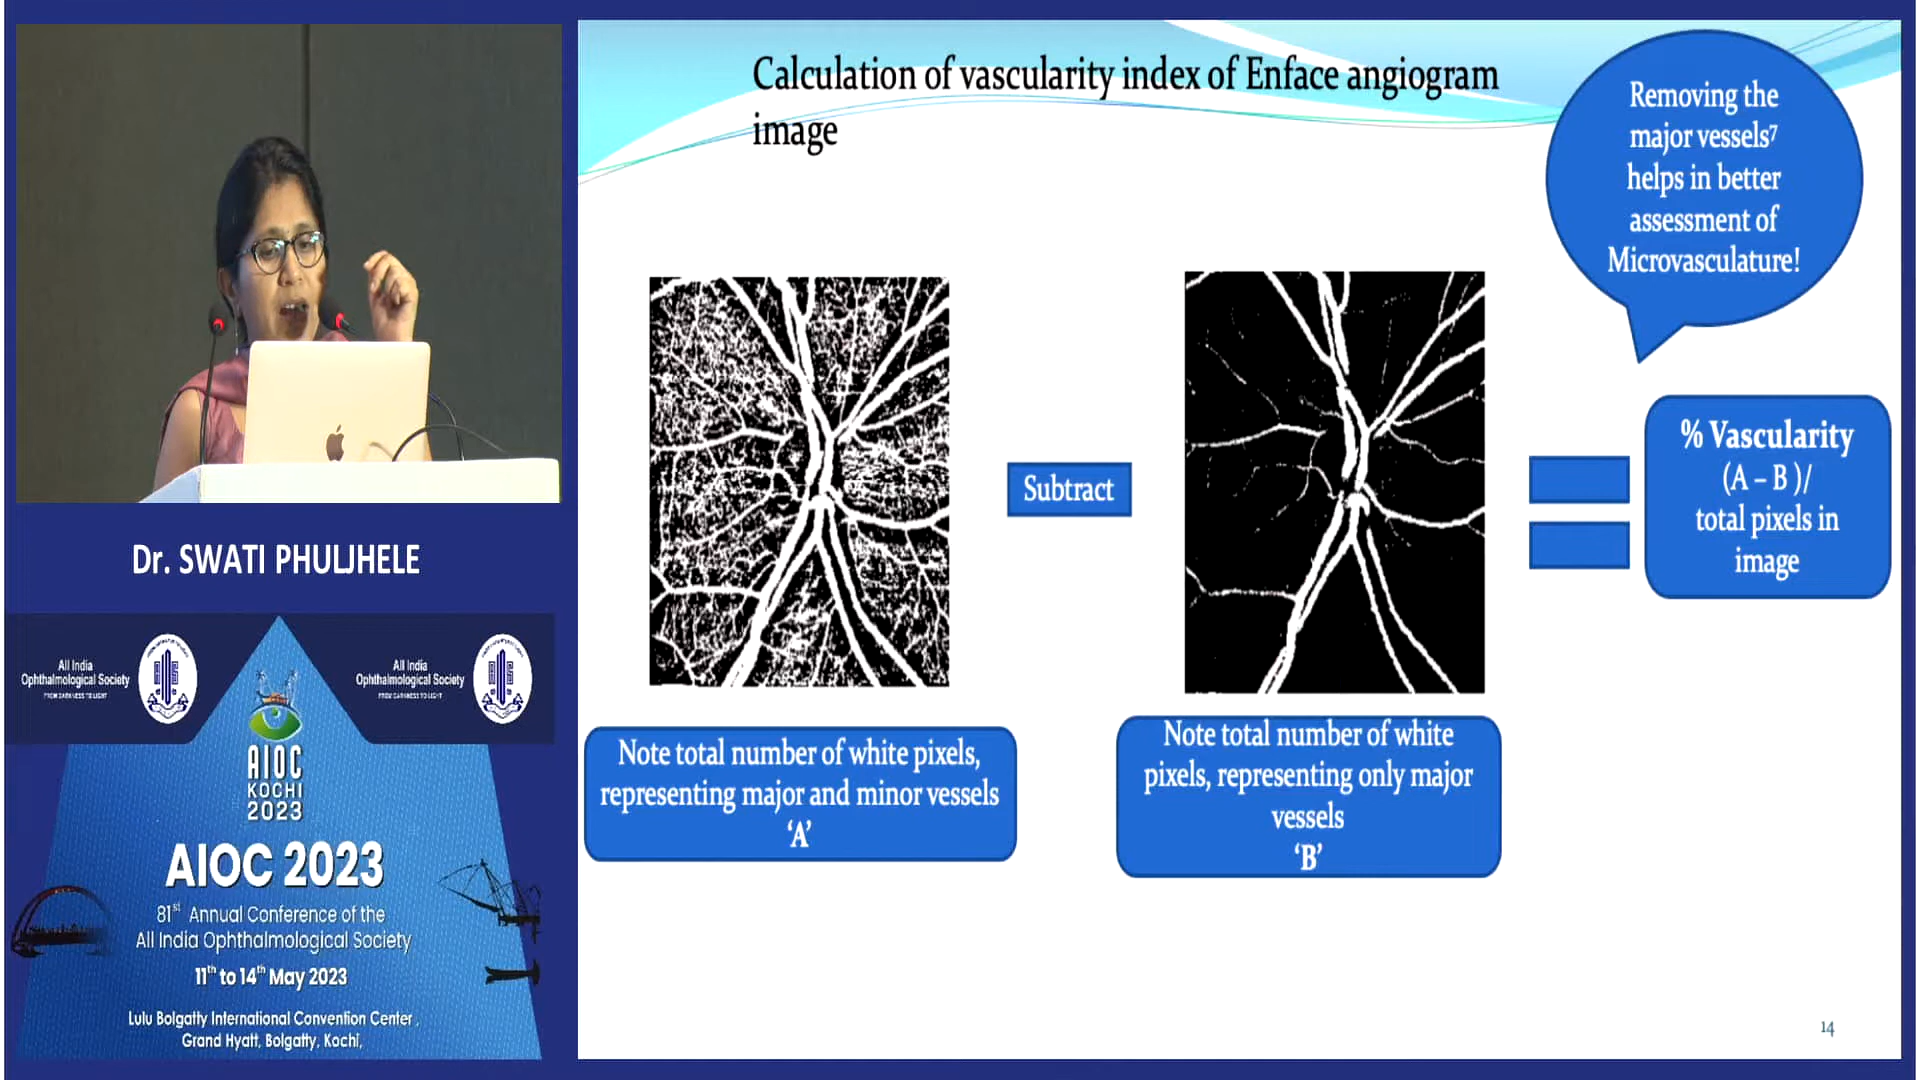 Calculation of vascularity index of Enface angiogram
image
Removing the
major vessels7
helps in better
assessment of
Microvasculature!
Subtract
% Vascularity
(A – B )/
total pixels in
image
Note total number of white pixels,
representing major and minor vessels
‘A’
Note total number of white
pixels, representing only major
vessels
‘B’
14
Dr. SWATI PHULJHELE
All India
Ophthalmological Society
FROM DARKNESS TO LIGHT
All India
Ophthalmological Society
FROM DARKNESS TO LIGHT
AIOC
KOCHI
2023
AIOC 2023
81st Annual Conference of the
All India Ophthalmological Society
11th to 14th May 2023
Lulu Bolgatty International Convention Center ,
Grand Hyatt, Bolgatty, Kochi,